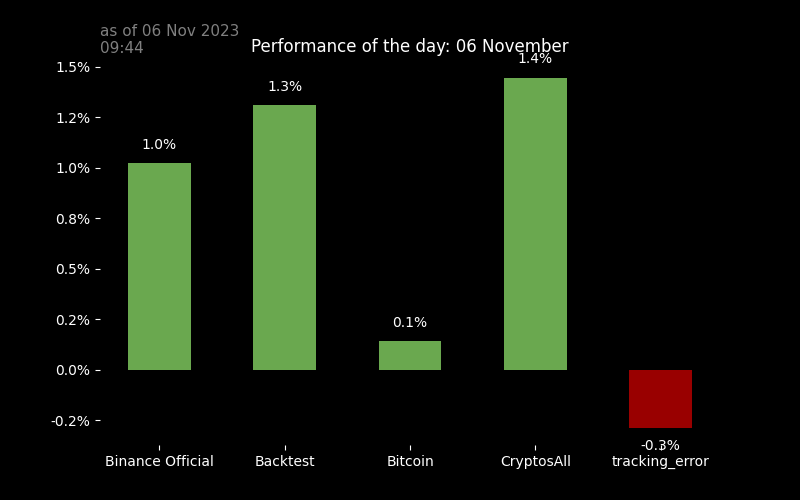 as of 06 Nov 2023
09:44
Performance of the day: 06 November
1.5%
1.2%
1.0%
0.8%
0.5%
0.2%
0.0%
-0.2%
1.0%
1.3%
0.1%
1.4%
-0.3%
Binance Official
Backtest
Bitcoin
CryptosAll
tracking_error